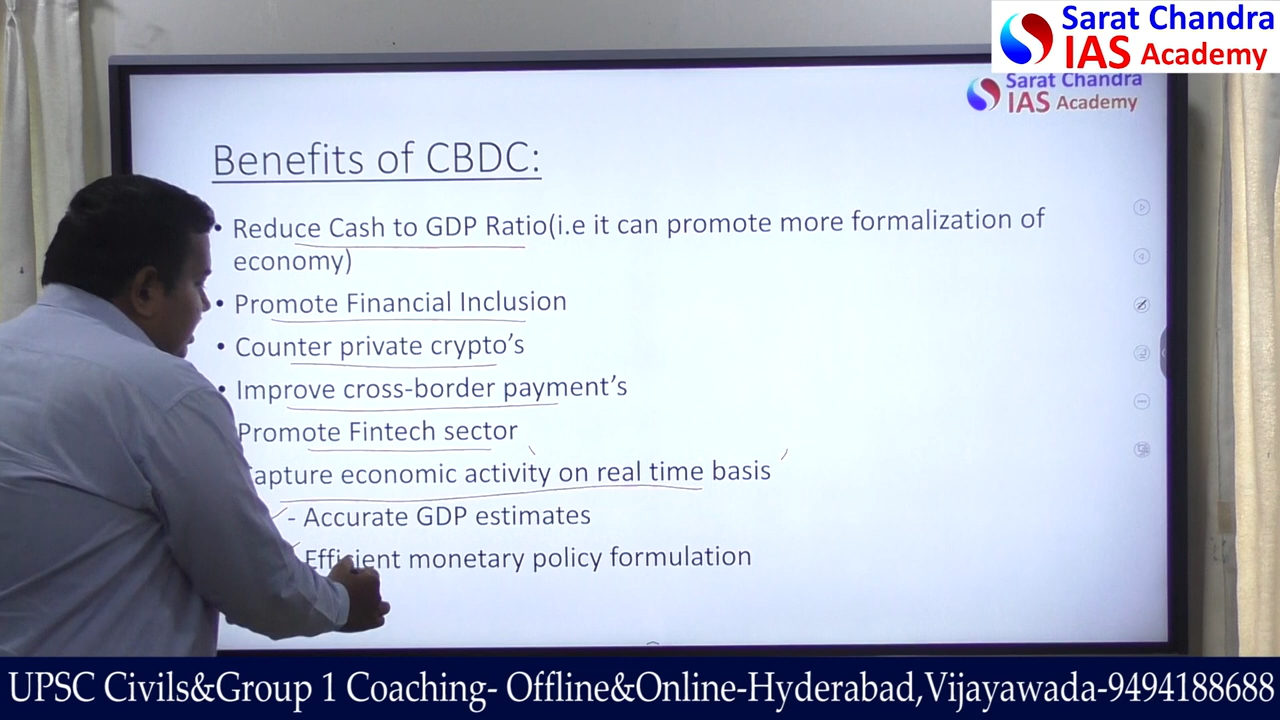 Sarat Chandra
IAS Academy
Sarat Chandra
IAS Academy
Benefits of CBDC:
• Reduce Cash to GDP Ratio(i.e it can promote more formalization of
economy)
• Promote Financial Inclusion
• Counter private crypto’s
• Improve cross-border payment’s
Promote Fintech sector
economic activity on real time basis
- Accurate GDP estimates
Efficient monetary policy formulation
UPSC Civils&Group 1 Coaching- Offline&Online-Hyderabad,Vijayawada-9494188688